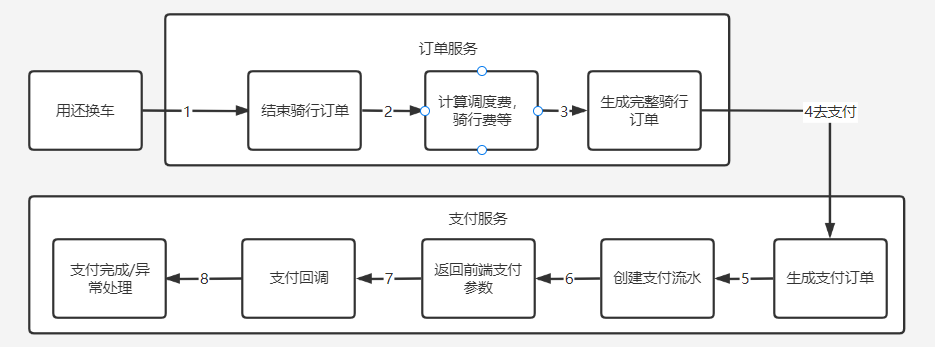 订单服务
用还换车
1
结束骑行订单
2
计算调度费，
骑行费等
3
生成完整骑行
订单
4去支付
支付服务
支付完成/异
常处理
8
支付回调
7
返回前端支付
参数
6
创建支付流水
5
生成支付订单